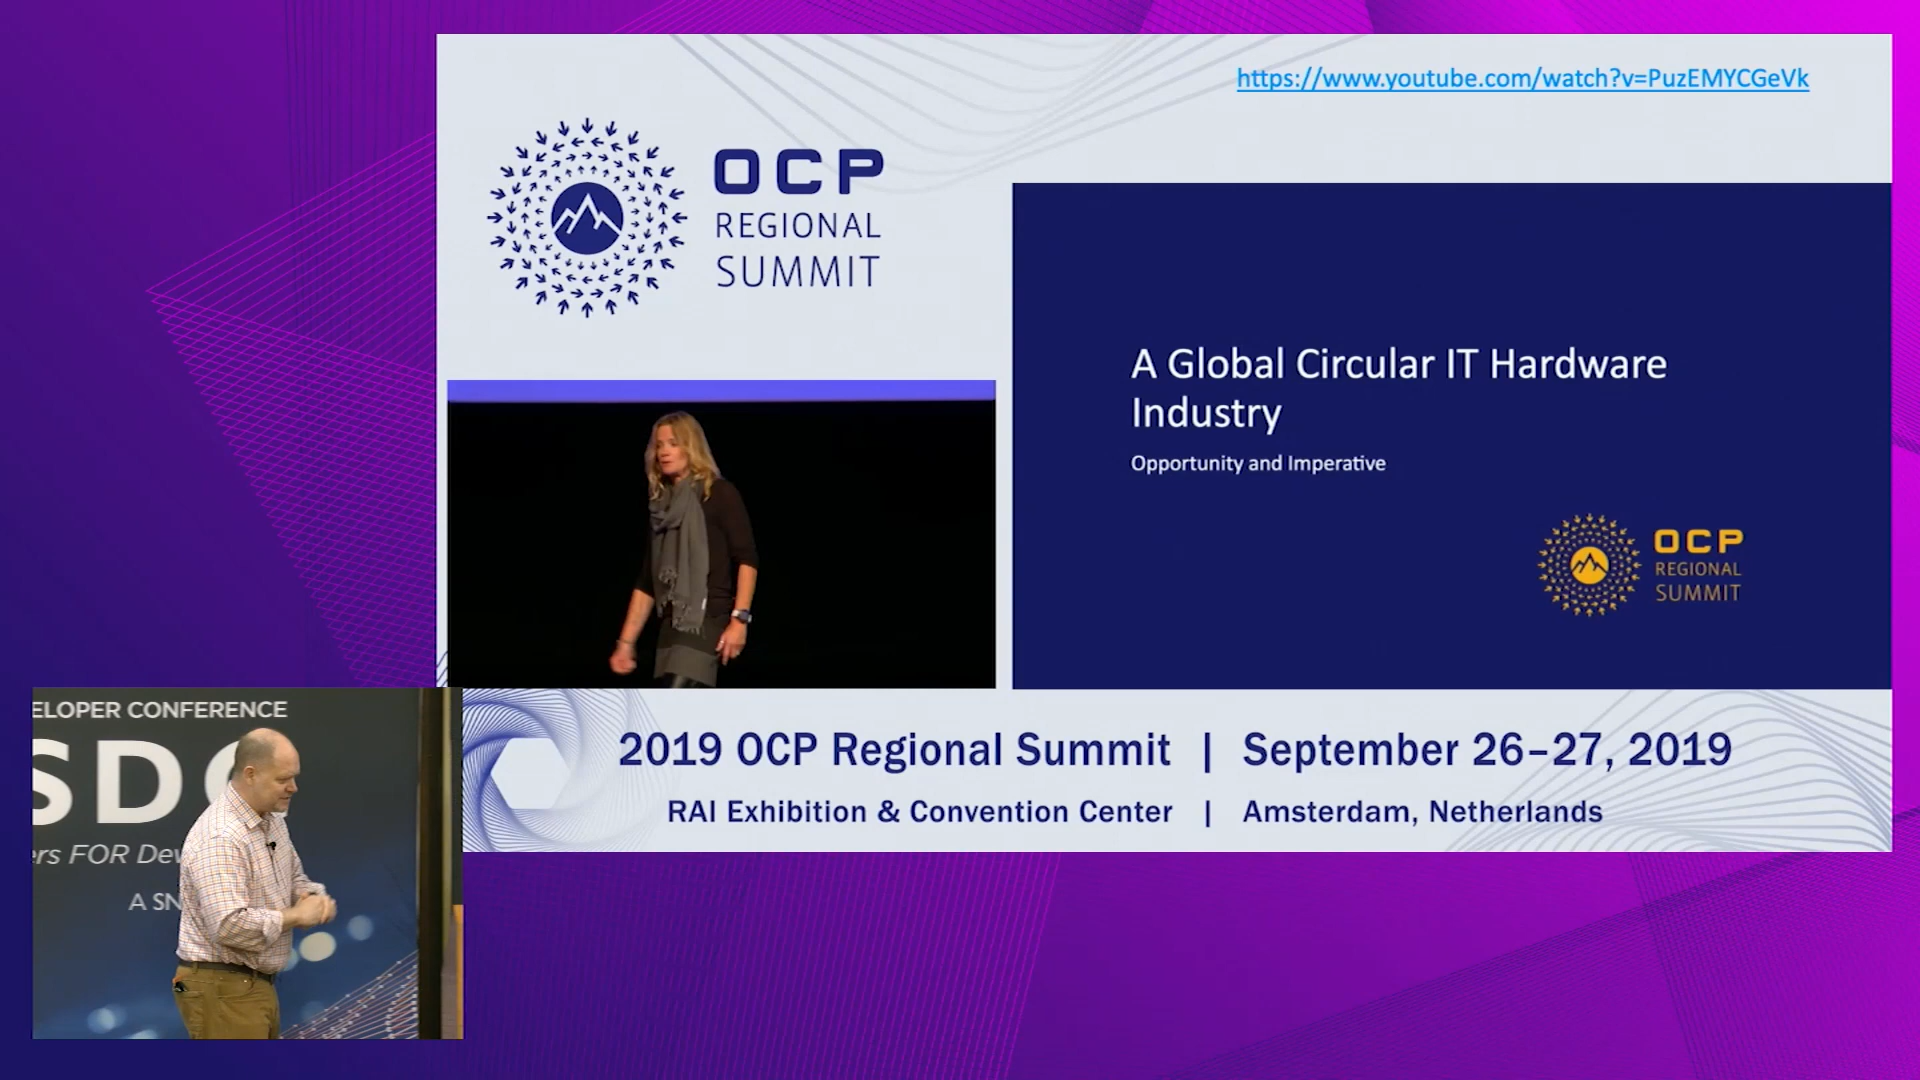 https://www.youtube.com/watch?v=PuzEMYCGeVk
OCP
REGIONAL
SUMMIT
A Global Circular IT Hardware
Industry
Opportunity and Imperative
OCP
REGIONAL
SUMMIT
2019 OCP Regional Summit | September 26–27, 2019
RAI Exhibition & Convention Center | Amsterdam, Netherlands
ELOPER CONFERENCE
SD
ers FOR Dev
A SN